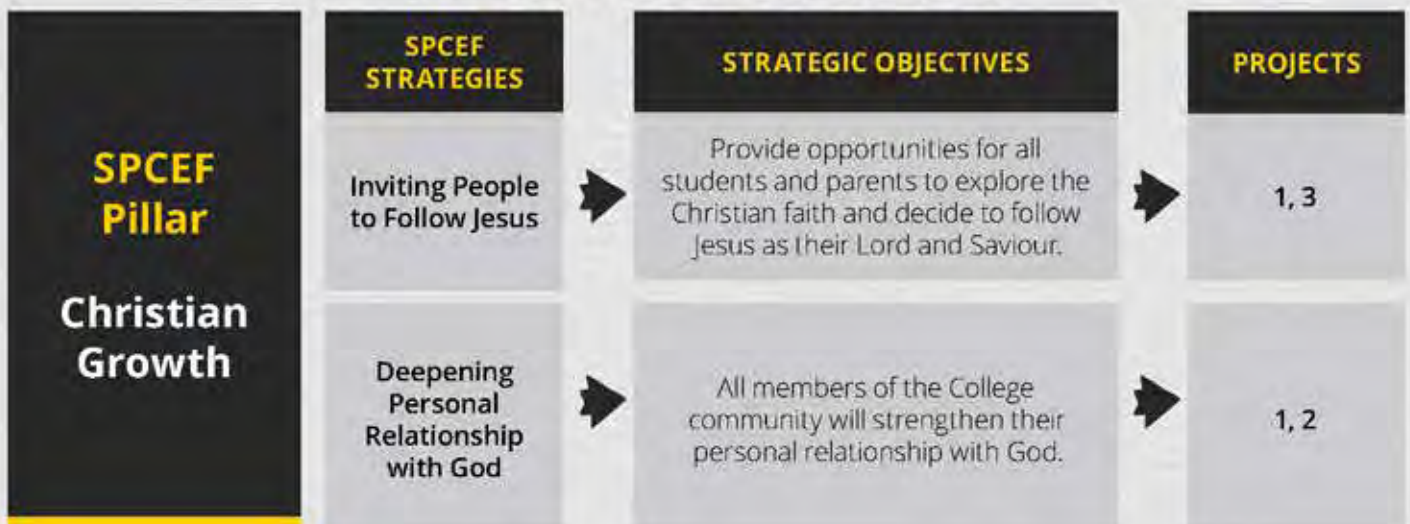 SPCEF
Pillar
Christian
Growth
SPCEF
STRATEGIES
STRATEGIC OBJECTIVES
PROJECTS
Inviting People
to Follow Jesus
Provide opportunities for all
students and parents to explore the
Christian faith and decide to follow
Jesus as their Lord and Saviour.
1, 3
Deepening
Personal
Relationship
with God
All members of the College
community will strengthen their
personal relationship with God.
1, 2